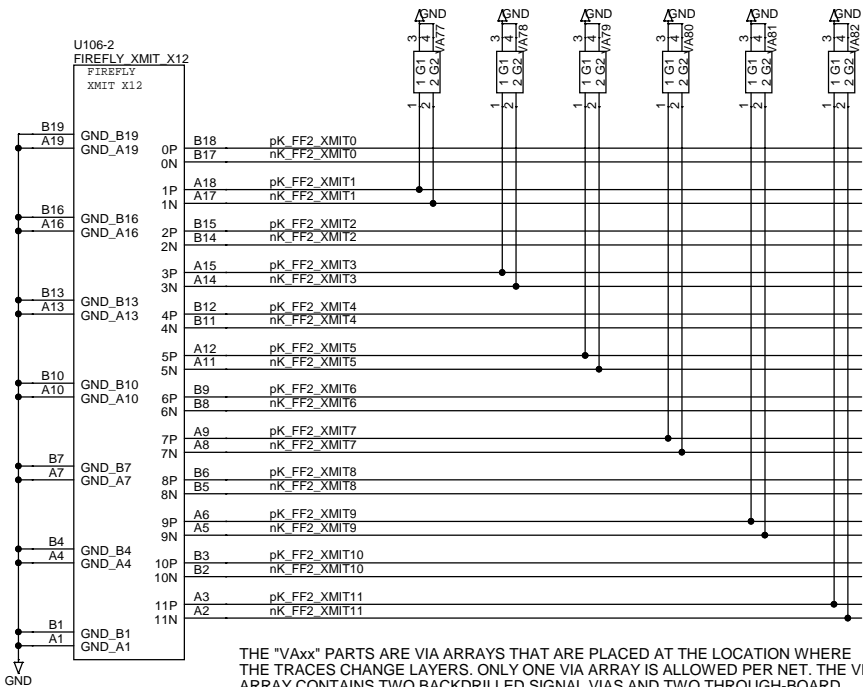 GND GND GND GND GND GND
3 4 VA77 3 4 VA78 3 4 VA79 3 4 VA80 3 4 VA81 3 4 VA82
1 G1 2 G2 1 G1 2 G2 1 G1 2 G2 1 G1 2 G2 1 G1 2 G2 1 G1 2 G2
1 2 1 2 1 2 1 2 1 2 1 2
U106-2
FIREFLY_XMIT_X12
FIREFLY
XMIT X12
B19 GND_B19
A19 GND_A19 0P B18 pK_FF2_XMIT0
0N B17 nK_FF2_XMIT0
1P A18 pK_FF2_XMIT1
1N A17 nK_FF2_XMIT1
B16 GND_B16
A16 GND_A16 2P B15 pK_FF2_XMIT2
2N B14 nK_FF2_XMIT2
3P A15 pK_FF2_XMIT3
3N A14 nK_FF2_XMIT3
B13 GND_B13
A13 GND_A13 4P B12 pK_FF2_XMIT4
4N B11 nK_FF2_XMIT4
5P A12 pK_FF2_XMIT5
5N A11 nK_FF2_XMIT5
B10 GND_B10
A10 GND_A10 6P B9 pK_FF2_XMIT6
6N B8 nK_FF2_XMIT6
7P A9 pK_FF2_XMIT7
7N A8 nK_FF2_XMIT7
B7 GND_B7
A7 GND_A7 8P B6 pK_FF2_XMIT8
8N B5 nK_FF2_XMIT8
9P A6 pK_FF2_XMIT9
9N A5 nK_FF2_XMIT9
B4 GND_B4
A4 GND_A4 10P B3 pK_FF2_XMIT10
10N B2 nK_FF2_XMIT10
11P A3 pK_FF2_XMIT11
11N A2 nK_FF2_XMIT11
B1 GND_B1
A1 GND_A1
GND
THE "VAxx" PARTS ARE VIA ARRAYS THAT ARE PLACED AT THE LOCATION WHERE
THE TRACES CHANGE LAYERS. ONLY ONE VIA ARRAY IS ALLOWED PER NET. THE
ARRAY CONTAINS TWO BACKDRILLED SIGNAL VIAS AND TWO THROUGH-BOARD